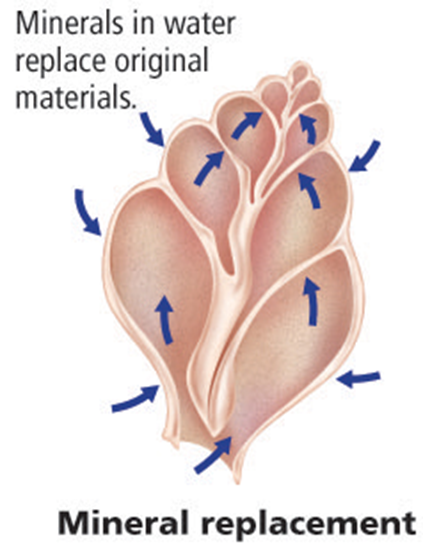 Minerals in water
replace original
materials.
Mineral replacement